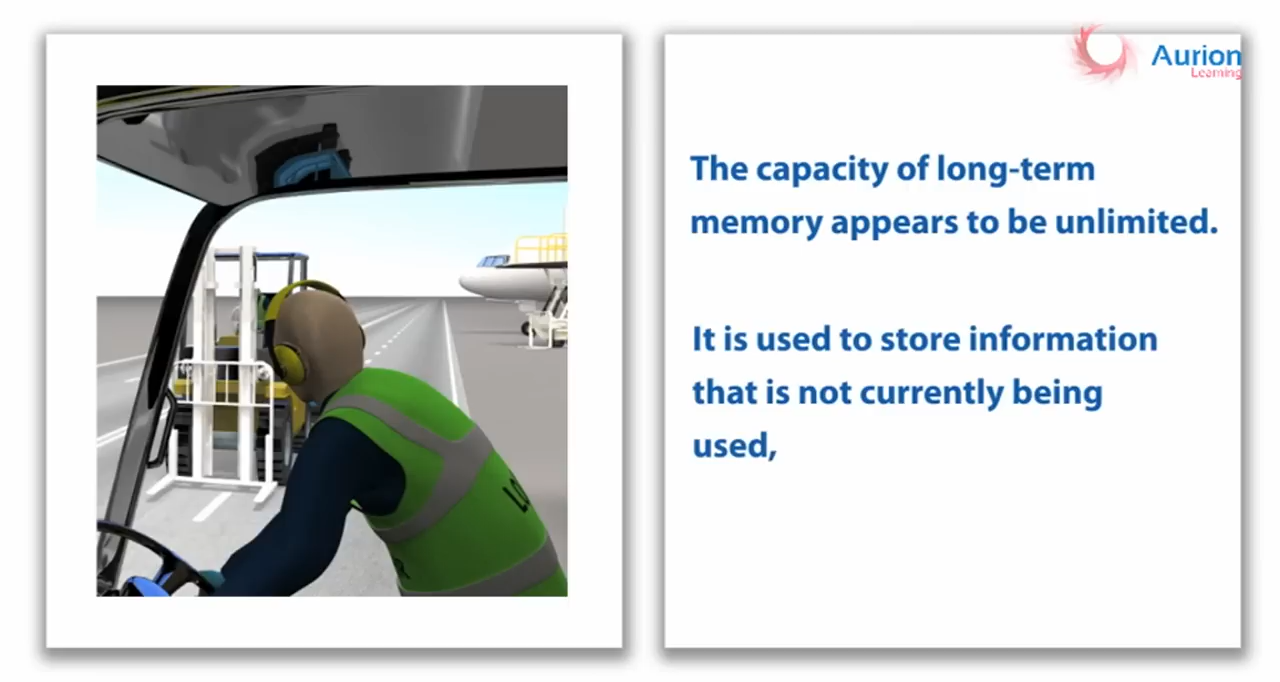 Aurion
Learning
The capacity of long-term
memory appears to be unlimited.
It is used to store information
that is not currently being
used,